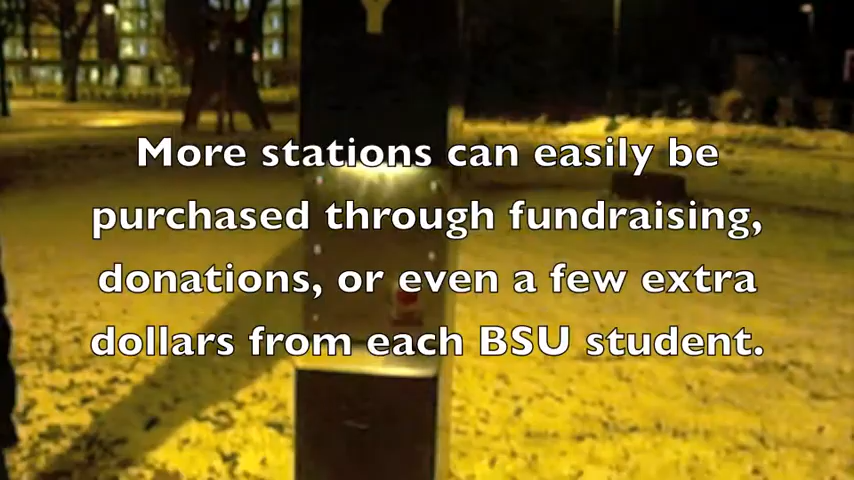 Y
More stations can easily be
purchased through fundraising,
donations, or even a few extra
dollars from each BSU student.